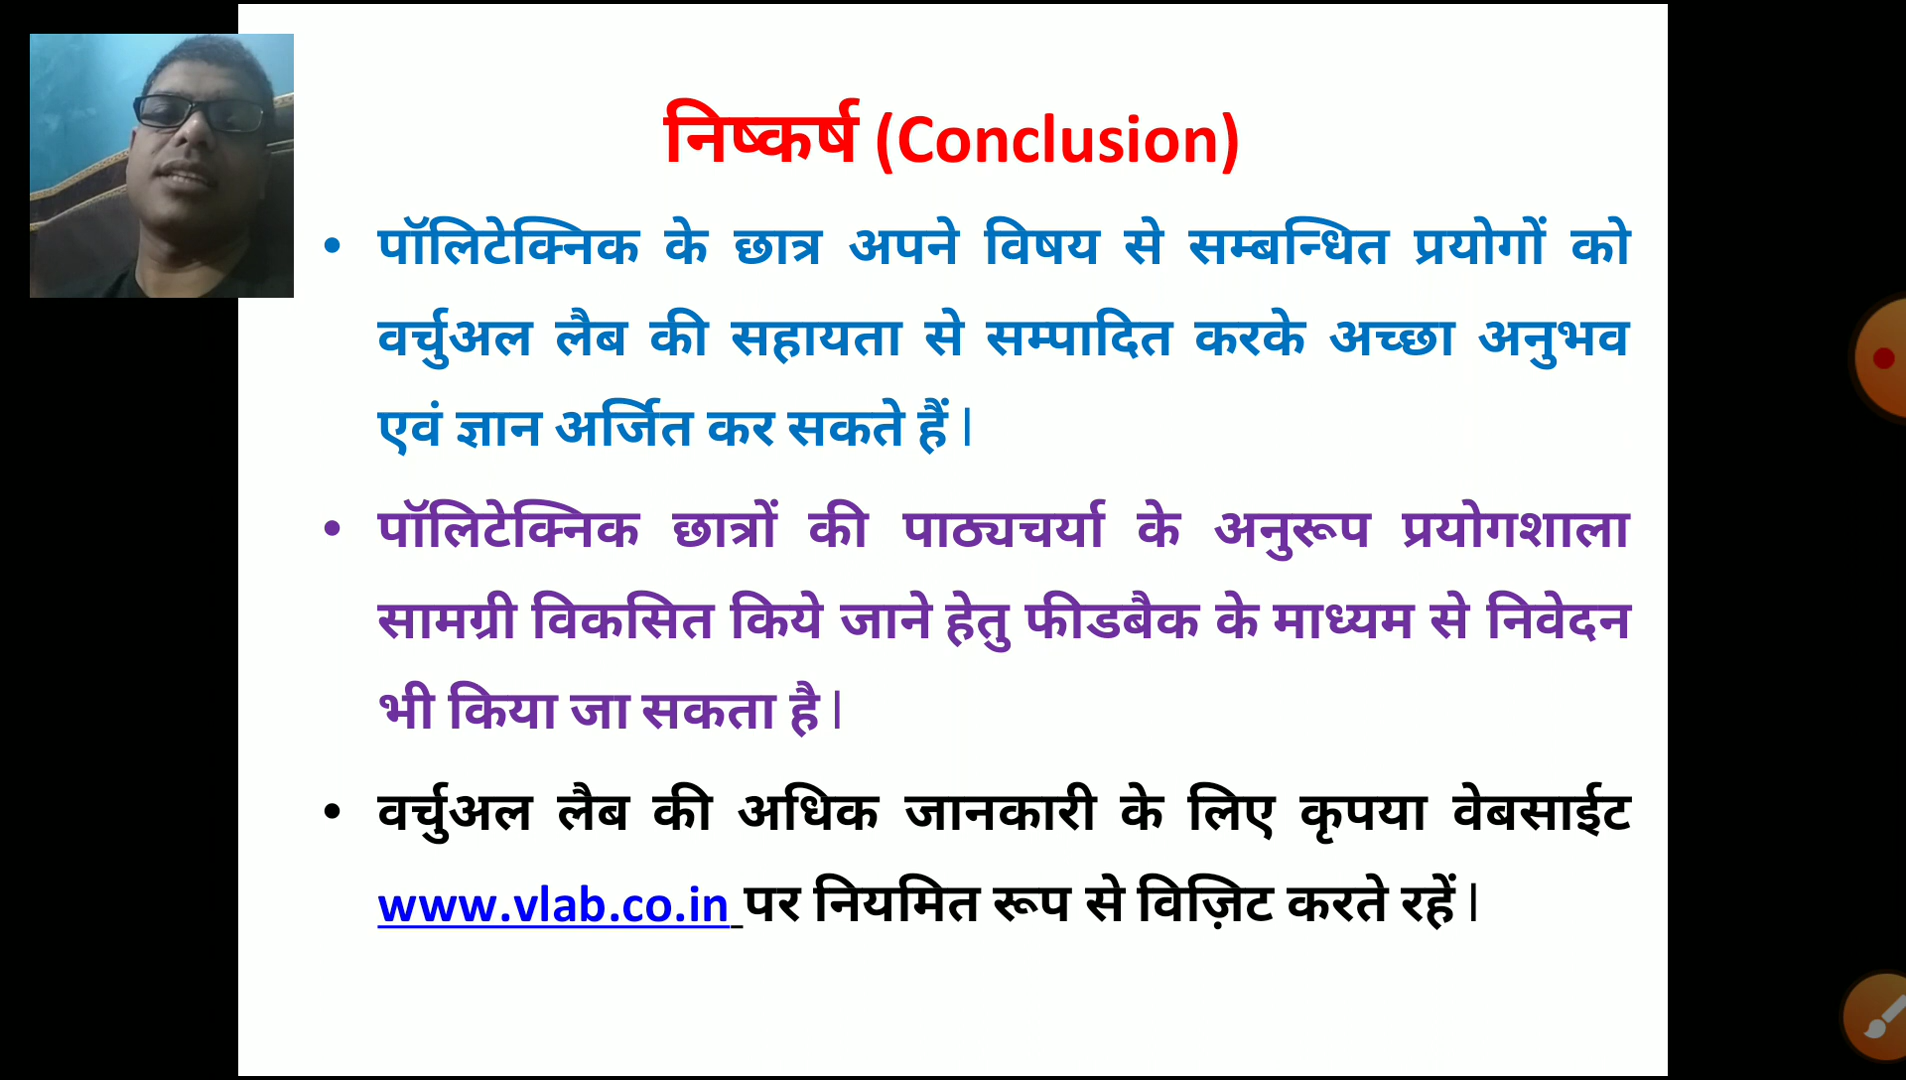 निष्कर्ष (Conclusion)
• पॉलिटेक्निक के छात्र अपने विषय से सम्बन्धित प्रयोगों को
वर्चुअल लैब की सहायता से सम्पादित करके अच्छा अनुभव
एवं ज्ञान अर्जित कर सकते हैं |
• पॉलिटेक्निक छात्रों की पाठ्यचर्या के अनुरूप प्रयोगशाला
सामग्री विकसित किये जाने हेतु फीडबैक के माध्यम से निवेदन
भी किया जा सकता है |
• वर्चुअल लैब की अधिक जानकारी के लिए कृपया वेबसाईट
www.vlab.co.in पर नियमित रूप से विज़िट करते रहें |